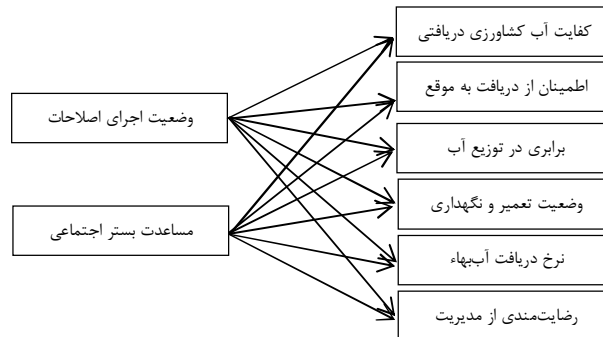 کفایت آب کشاورزی دریافتی
اطمینان از دریافت به موقع
وضعیت اجرای اصلاحات
برابری در توزیع آب
وضعیت تعمیر و نگهداری
مساعدت بستر اجتماعی
نرخ دریافت آب‌بهاء
رضایت‌مندی از مدیریت